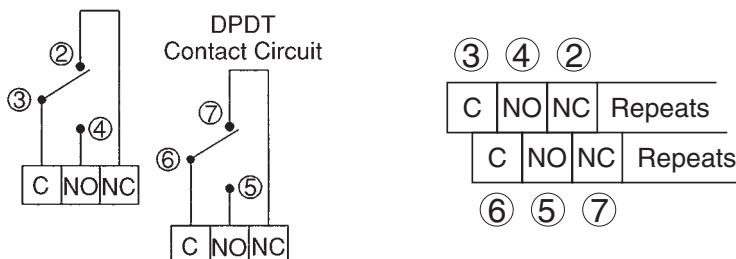 ②
③
④
C NO NC
DPDT
Contact Circuit
⑦
⑥
⑤
C NO NC
③ ④ ②
C NO NC Repeats
C NO NC Repeats
⑥ ⑤ ⑦